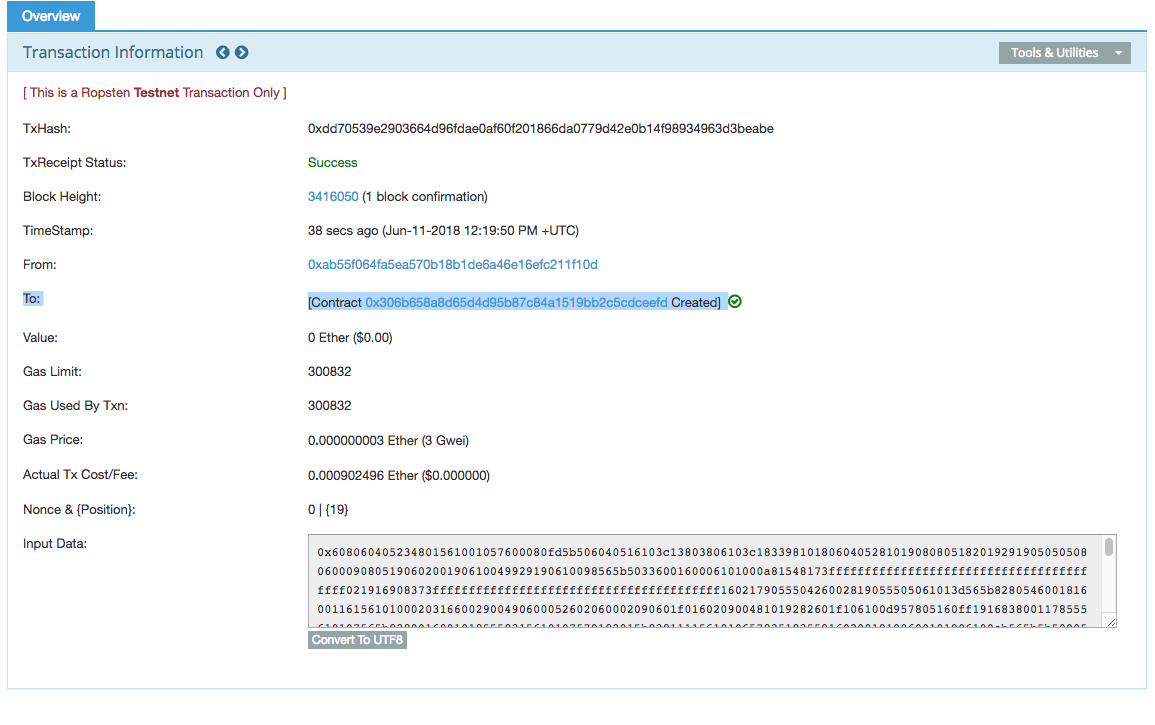 Overview
Transaction Information
Tools & Utilities
[ This is a Ropsten Testnet Transaction Only ]
TxHash: 0xdd70539e2903664d96fdae0af60f201866da0779d42e0b14f98934963d3beabe
TxReceipt Status: Success
Block Height: 3416050 (1 block confirmation)
TimeStamp: 38 secs ago (Jun-11-2018 12:19:50 PM +UTC)
From: 0xab55f064fa5ea570b18b1de6a46e16efc211f10d
To: [Contract 0x306b658a8d65d4d95b87c84a1519bb2c5cdceefd Created]
Value: 0 Ether ($0.00)
Gas Limit: 300832
Gas Used By Txn: 300832
Gas Price: 0.000000003 Ether (3 Gwei)
Actual Tx Cost/Fee: 0.000902496 Ether ($0.000000)
Nonce & {Position}: 0 | {19}
Input Data:
0x608060405234801561001057600080fd5b506040516103c13803806103c1833981018060405281019080805182019291905050508
060009080519060200190610049929190610098565b5033600160006101000a81548173ffffffffffffffffffffffffffffffffffff
ffff021916908373ffffffffffffffffffffffffffffffffffffffff160217905550426002819055505061013d565b8280546001816
00116156101000203166002900490600052602060002090601f016020900481019282601f106100d957805160ff1916838001178555
Convert To UTF8